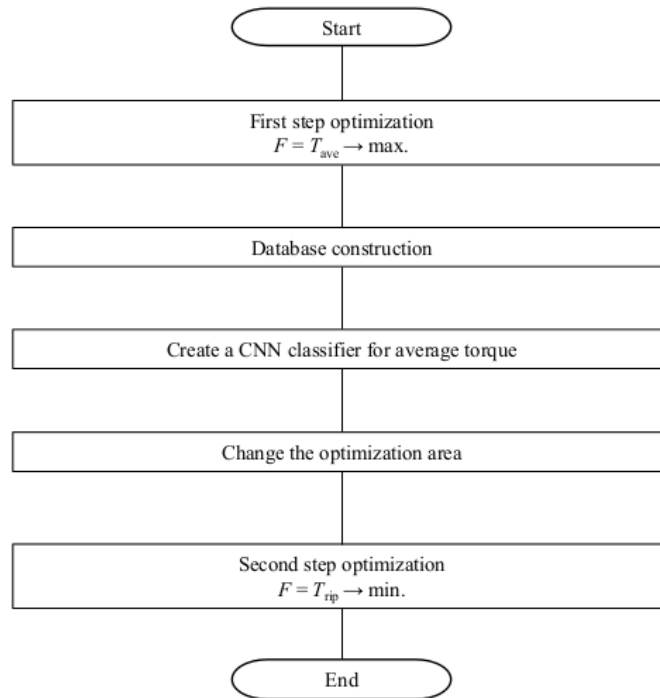 Start
First step optimization
F = T_ave → max.
Database construction
Create a CNN classifier for average torque
Change the optimization area
Second step optimization
F = T_rip → min.
End